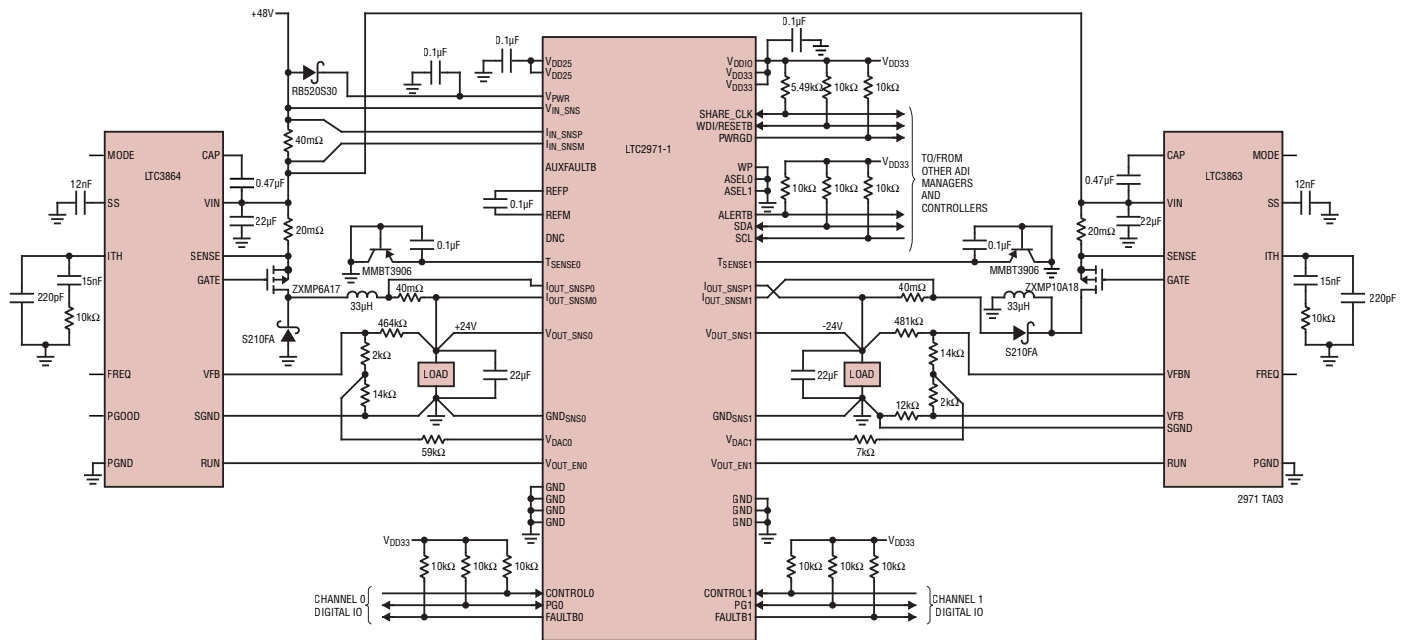 +48V
RB520S30
0.1µF
0.1µF
40mΩ
LTC3864
MODE
SS
ITH
FREQ
PGOOD
PGND
CAP
VIN
SENSE
GATE
VFB
SGND
RUN
12nF
15nF
220pF
10kΩ
0.47µF
22µF
20mΩ
ZXMP6A17
S210FA
33µH
40mΩ
MMBT3906
0.1µF
0.1µF
464kΩ
+24V
2kΩ
14kΩ
LOAD
22µF
59kΩ
LTC2971-1
VDD25
VDD25
VPWR
VIN_SNS
IIN_SNSP
IIN_SNSM
AUXFAULTB
REFP
REFM
DNC
TSENSE0
IOUT_SNSP0
IOUT_SNSM0
VOUT_SNS0
GNDSNS0
VDAC0
VOUT_EN0
GND
GND
GND
GND
CONTROL0
PG0
FAULTB0
VDD33
10kΩ
10kΩ
10kΩ
CHANNEL 0
DIGITAL IO
VDDIO
VDD33
VDD33
SHARE_CLK
WDI/RESETB
PWRGD
WP
ASEL0
ASEL1
ALERTB
SDA
SCL
TSENSE1
IOUT_SNSP1
IOUT_SNSM1
VOUT_SNS1
GNDSNS1
VDAC1
VOUT_EN1
GND
GND
GND
CONTROL1
PG1
FAULTB1
0.1µF
VDD33
5.49kΩ
10kΩ
10kΩ
VDD33
10kΩ
10kΩ
10kΩ
TO/FROM
OTHER ADI
MANAGERS
AND
CONTROLLERS
0.1µF
MMBT3906
40mΩ
33µH
ZXMP10A18
S210FA
-24V
481kΩ
14kΩ
2kΩ
12kΩ
22µF
LOAD
7kΩ
VDD33
10kΩ
10kΩ
10kΩ
CHANNEL 1
DIGITAL IO
0.47µF
22µF
20mΩ
LTC3863
CAP
VIN
SENSE
GATE
VFBN
VFB
SGND
RUN
MODE
SS
ITH
FREQ
PGND
12nF
15nF
220pF
10kΩ
2971 TA03